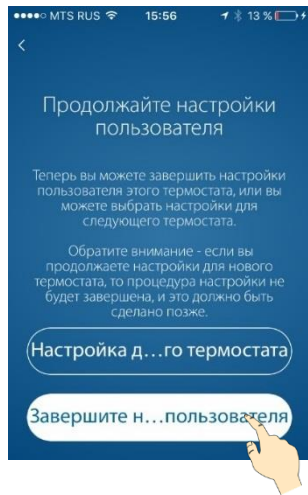 MTS RUS 15:56 13 %
Продолжайте настройки
пользователя
Теперь вы можете завершить настройки
пользователя этого термостата, или вы
можете выбрать настройки для
следующего термостата.
Обратите внимание - если вы
продолжаете настройки для нового
термостата, то процедура настройки не
будет завершена, и это должно быть
сделано позже.
Настройка д...го термостата
Завершите н...пользователя